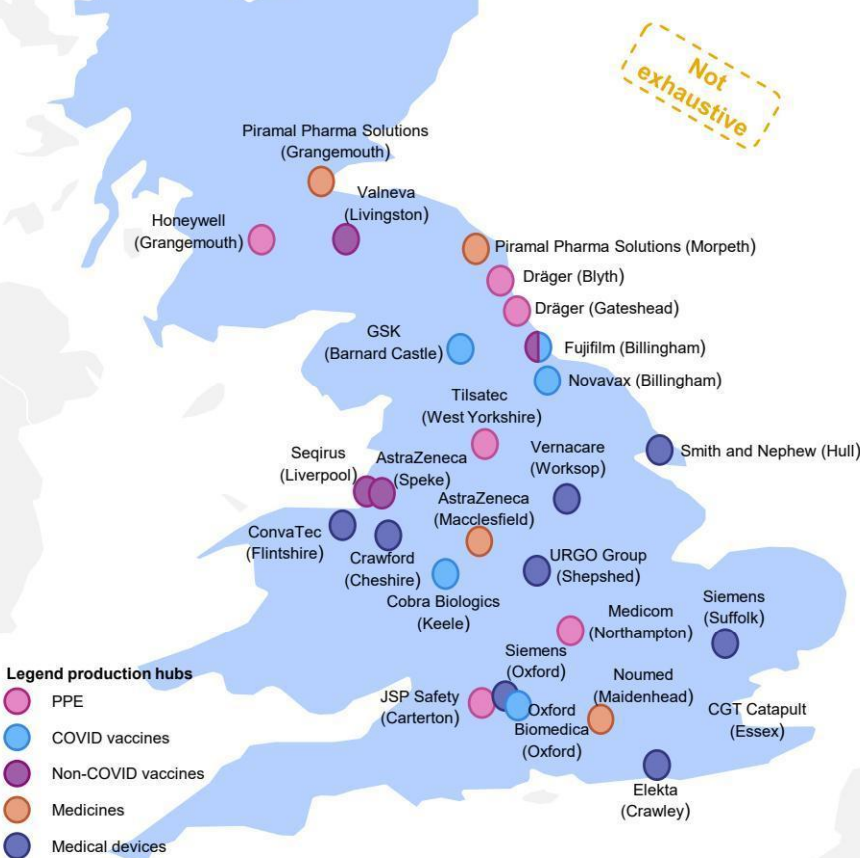 Not
exhaustive
Piramal Pharma Solutions
(Grangemouth)
Valneva
(Livingston)
Honeywell
(Grangemouth)
Piramal Pharma Solutions (Morpeth)
Dräger (Blyth)
Dräger (Gateshead)
GSK
(Barnard Castle)
Fujifilm (Billingham)
Novavax (Billingham)
Tilsatec
(West Yorkshire)
Vernacare
(Worksop)
Smith and Nephew (Hull)
Seqirus
(Liverpool)
AstraZeneca
(Speke)
AstraZeneca
(Macclesfield)
ConvaTec
(Flintshire)
Crawford
(Cheshire)
URGO Group
(Shepshed)
Cobra Biologics
(Keele)
Siemens
(Suffolk)
Medicom
(Northampton)
Siemens
(Oxford)
Noumed
(Maidenhead)
JSP Safety
(Carterton)
Oxford
Biomedica
(Oxford)
CGT Catapult
(Essex)
Elekta
(Crawley)
Legend production hubs
PPE
COVID vaccines
Non-COVID vaccines
Medicines
Medical devices